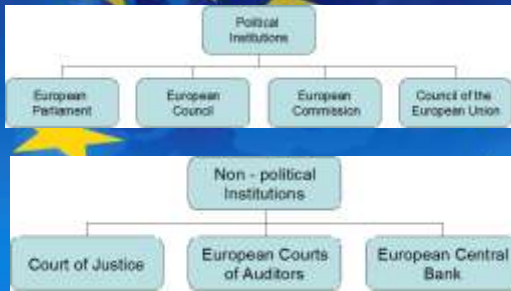 Political
Institutions
European
Parliament
European
Council
European
Commission
Council of the
European Union
Non - political
Institutions
Court of Justice
European Courts
of Auditors
European Central
Bank